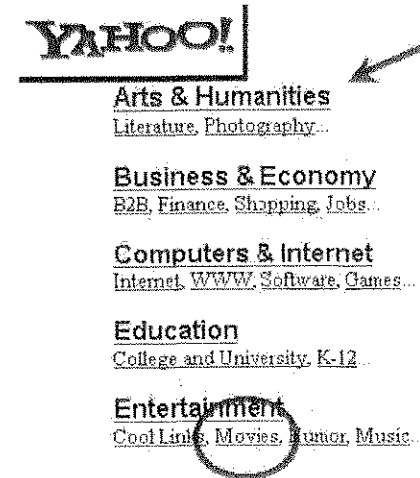 YAHOO!
Arts & Humanities
Literature, Photography...
Business & Economy
B2B, Finance, Shopping, Jobs...
Computers & Internet
Internet, WWW, Software, Games...
Education
College and University, K-12...
Entertainment
Cool Links, Movies, Humor, Music...